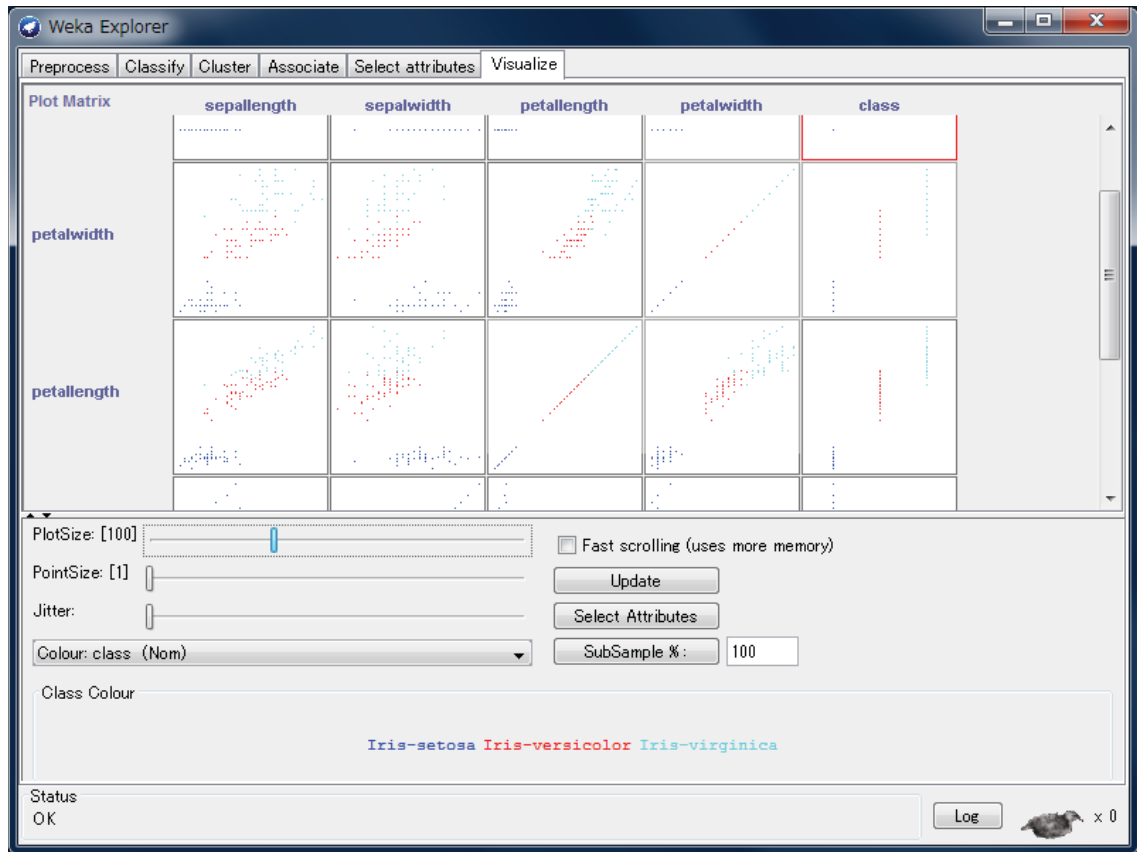 Weka Explorer
Preprocess Classify Cluster Associate Select attributes Visualize
Plot Matrix sepallength sepalwidth petallength petalwidth class
petalwidth
petallength
PlotSize: [100]
Fast scrolling (uses more memory)
PointSize: [1]
Update
Jitter:
Select Attributes
Colour: class (Nom)
SubSample % : 100
Class Colour
Iris-setosa Iris-versicolor Iris-virginica
Status
OK
Log x 0